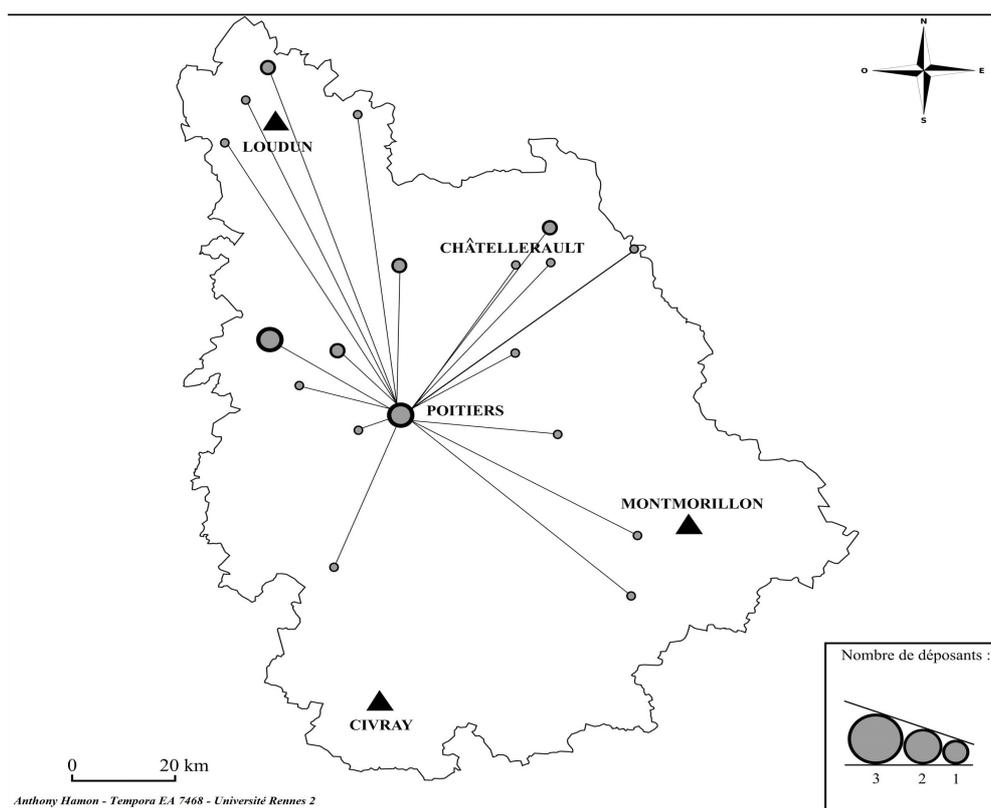 N
O E
S
LOUDUN
CHÂTELLERAULT
POITIERS
MONTMORILLON
CIVRAY
Nombre de déposants :
3 2 1
0 20 km
Anthony Hamon - Tempora EA 7468 - Université Rennes 2